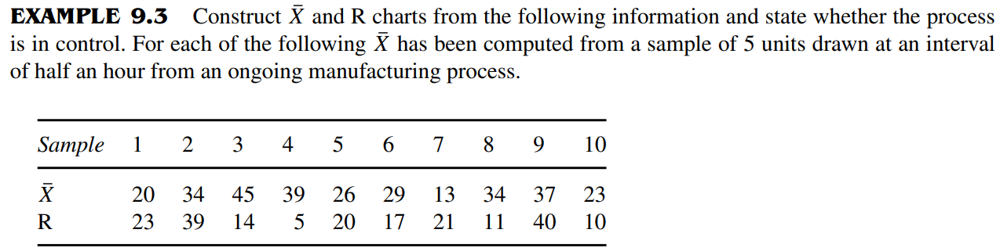 EXAMPLE 9.3 Construct X̄ and R charts from the following information and state whether the process
is in control. For each of the following X̄ has been computed from a sample of 5 units drawn at an interval
of half an hour from an ongoing manufacturing process.
Sample 1 2 3 4 5 6 7 8 9 10
X̄ 20 34 45 39 26 29 13 34 37 23
R 23 39 14 5 20 17 21 11 40 10